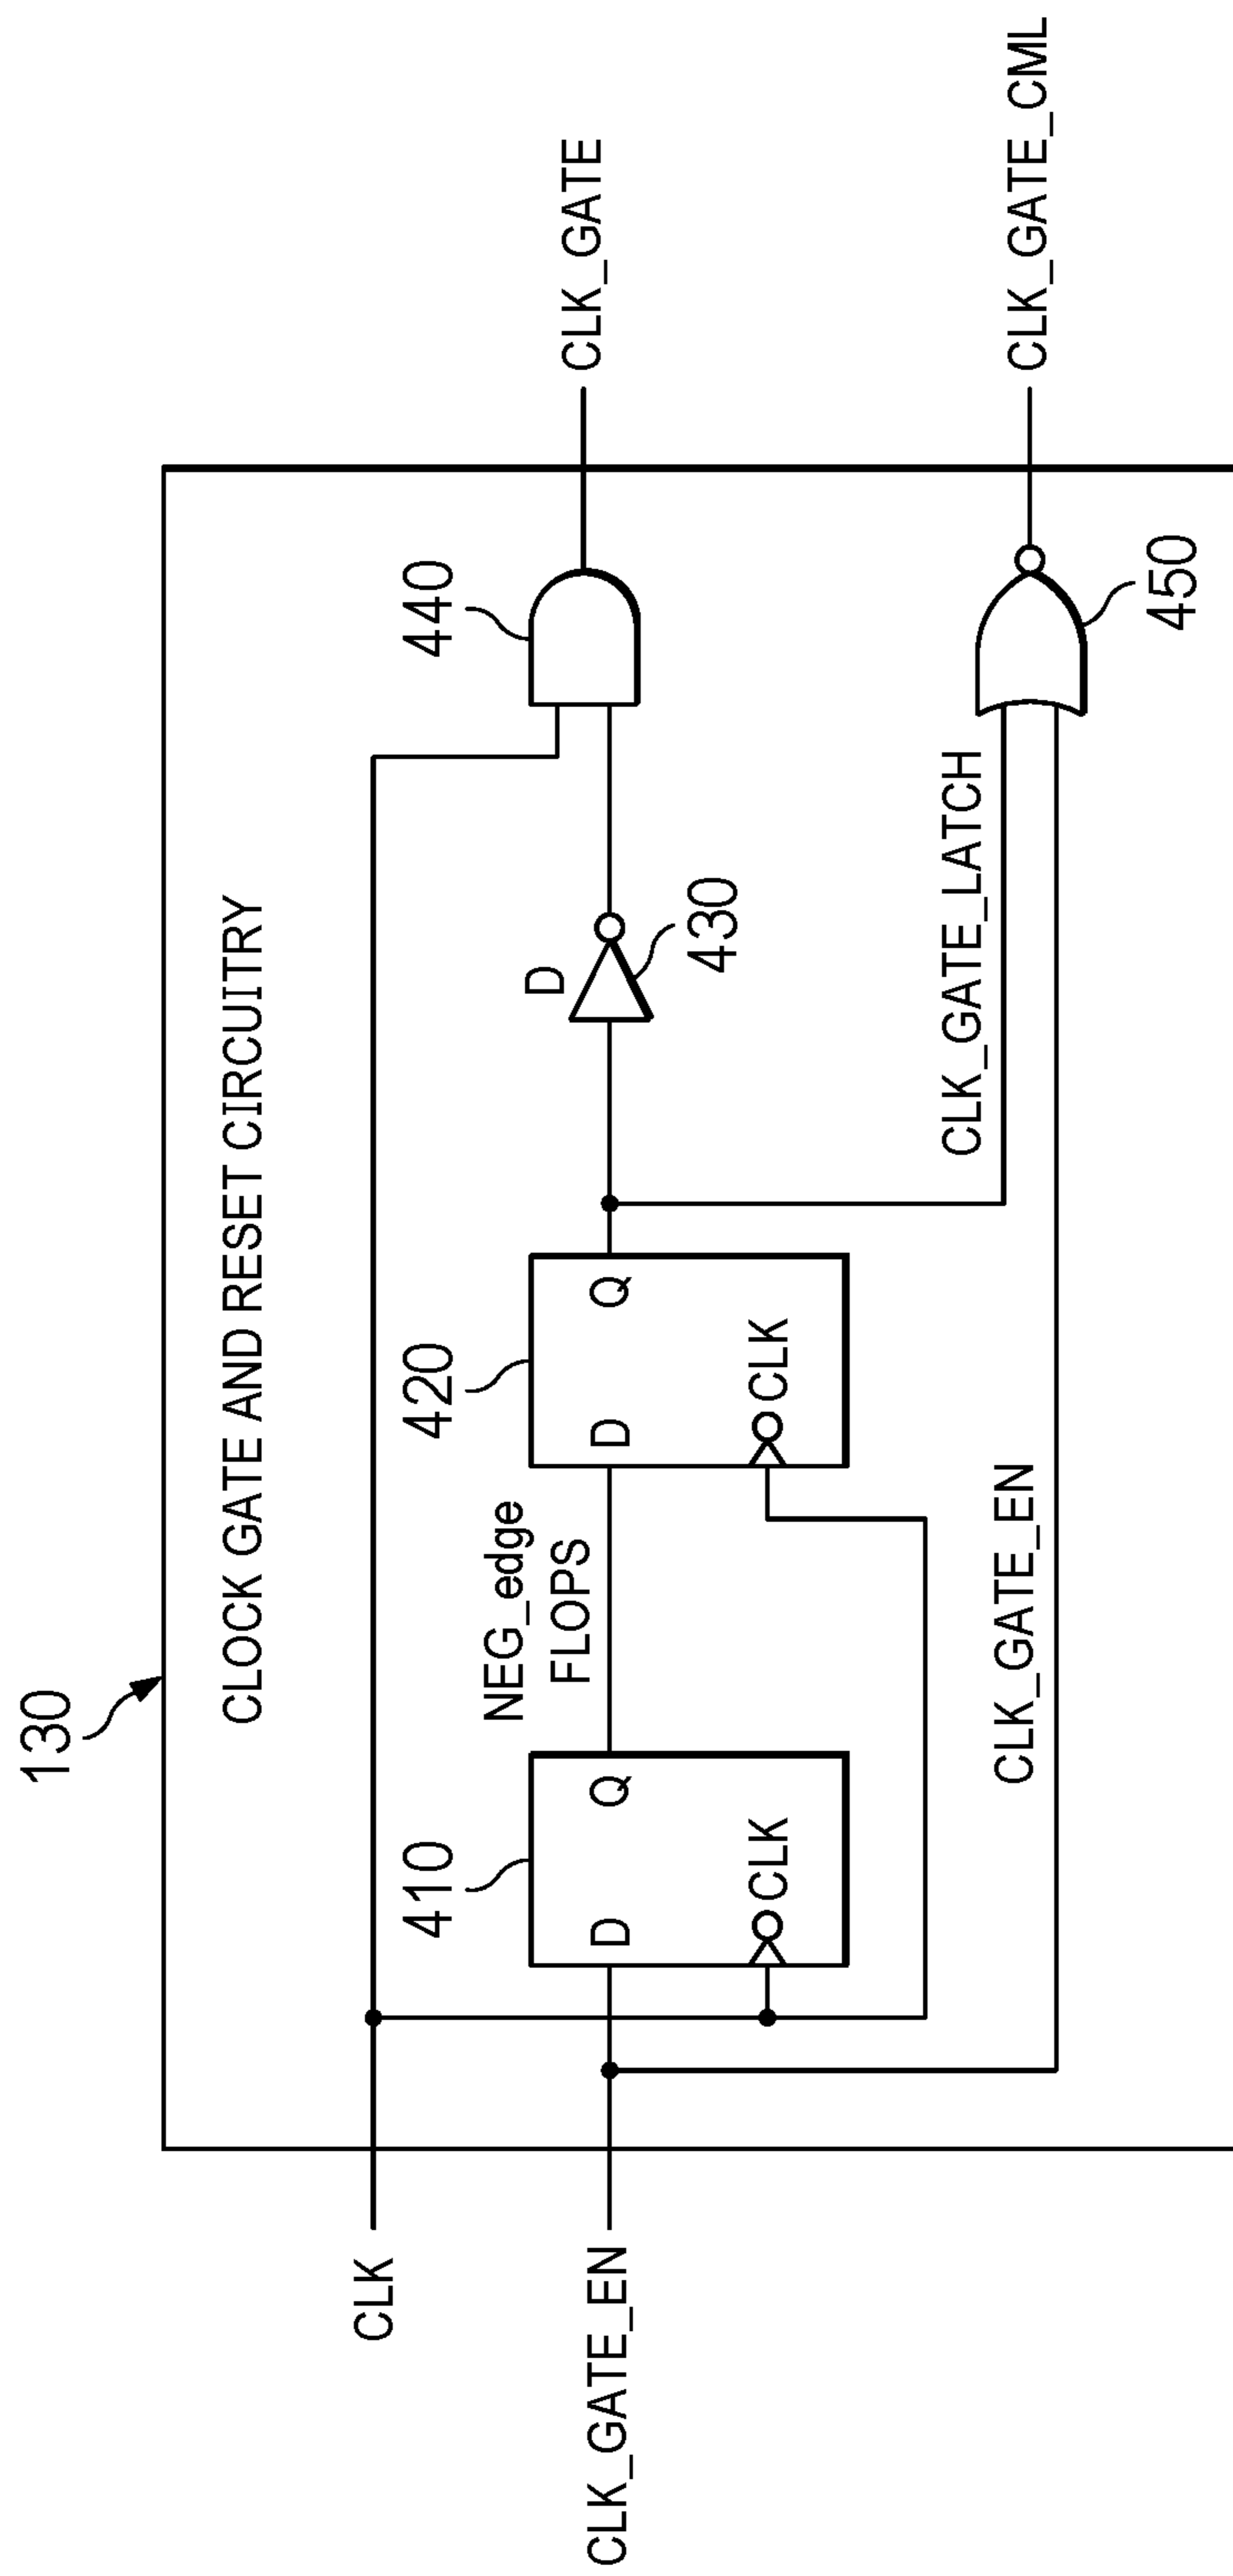 130
CLOCK GATE AND RESET CIRCUITRY
CLK
CLK_GATE_EN
410
D
Q
CLK
NEG_edge
FLOPS
420
D
Q
CLK
D
430
440
CLK_GATE
CLK_GATE_LATCH
CLK_GATE_EN
450
CLK_GATE_CML